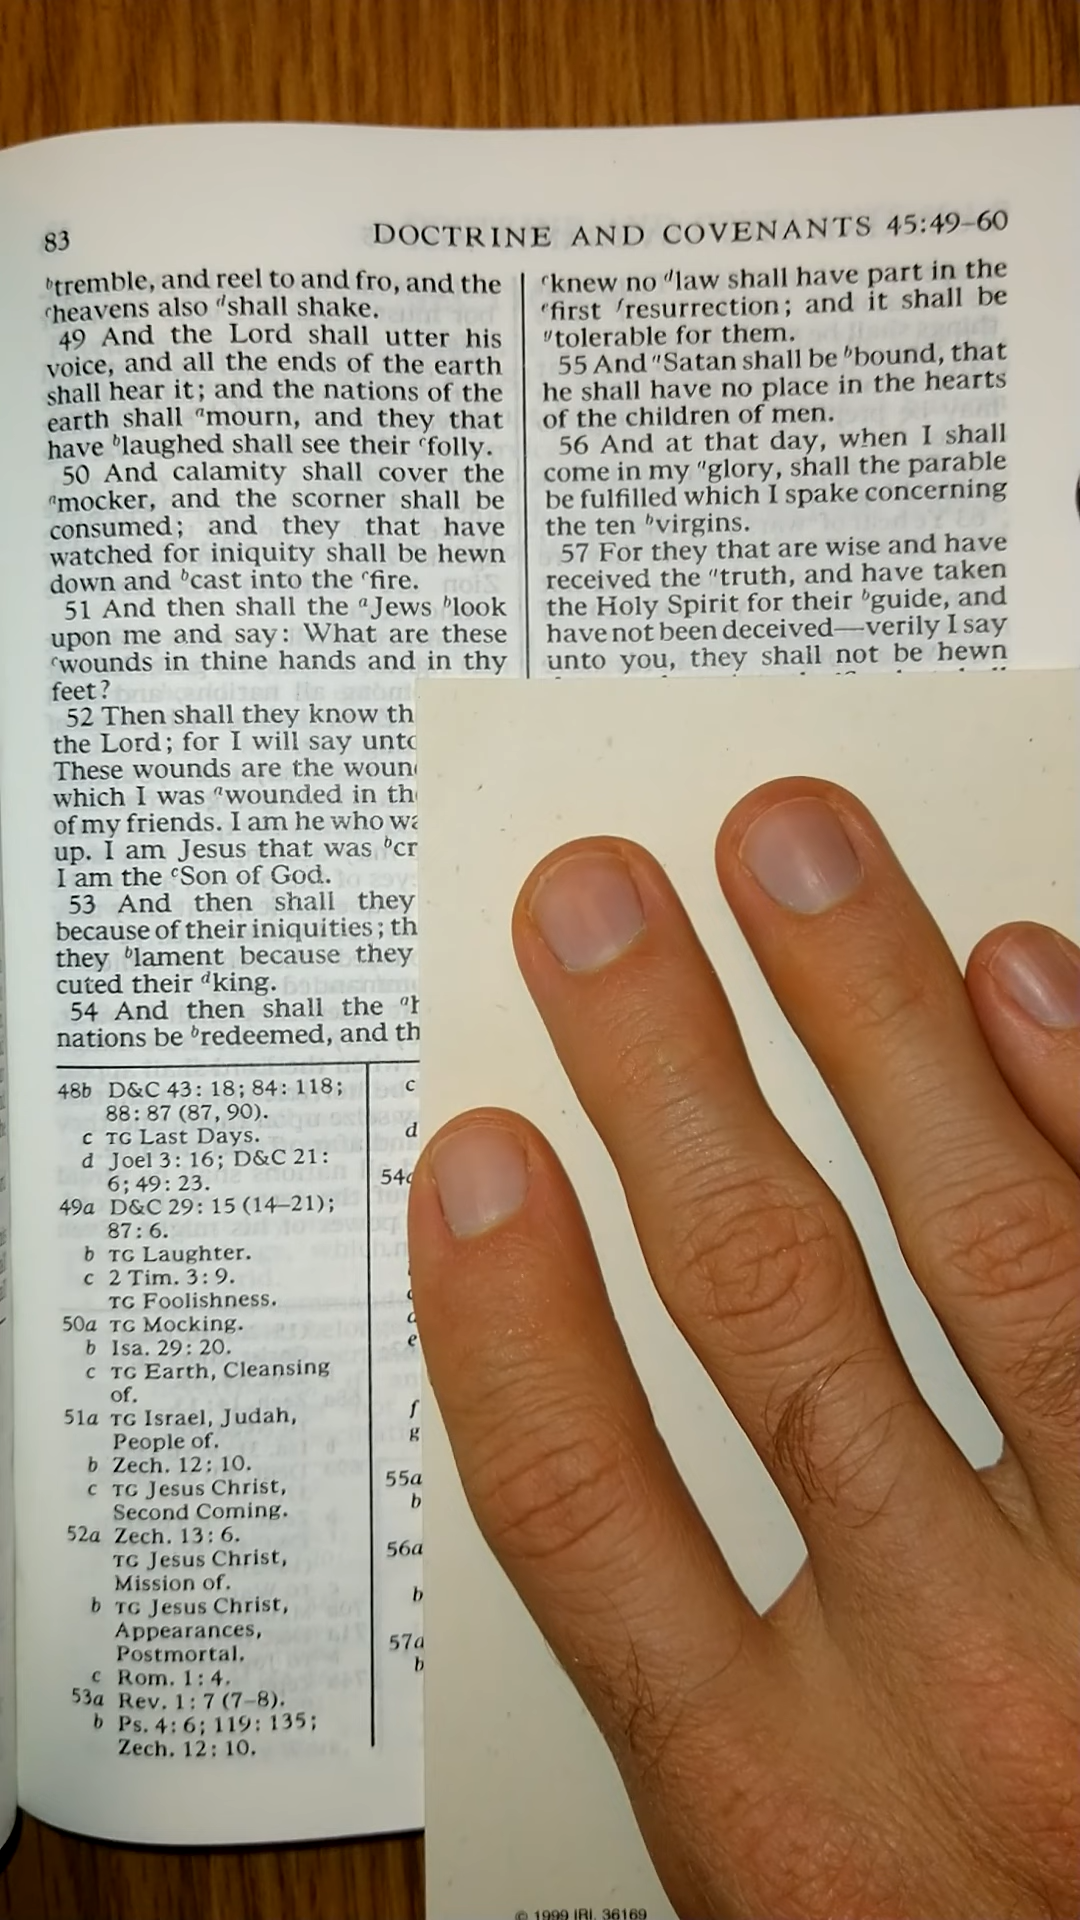 83
DOCTRINE AND COVENANTS 45:49–60
ᵇtremble, and reel to and fro, and the
ᶜheavens also ᵈshall shake.
49 And the Lord shall utter his
voice, and all the ends of the earth
shall hear it; and the nations of the
earth shall ᵃmourn, and they that
have ᵇlaughed shall see their ᶜfolly.
50 And calamity shall cover the
ᵃmocker, and the scorner shall be
consumed; and they that have
watched for iniquity shall be hewn
down and ᵇcast into the ᶜfire.
51 And then shall the ᵃJews ᵇlook
upon me and say: What are these
ᶜwounds in thine hands and in thy
feet?
52 Then shall they know th
the Lord; for I will say unto
These wounds are the woun
which I was ᵃwounded in th
of my friends. I am he who wa
up. I am Jesus that was ᵇcr
I am the ᶜSon of God.
53 And then shall they
because of their iniquities; th
they ᵇlament because they
cuted their ᵈking.
54 And then shall the ᵃh
nations be ᵇredeemed, and th
ᶜknew no ᵈlaw shall have part in the
ᵉfirst ᶠresurrection; and it shall be
ᵍtolerable for them.
55 And ᵃSatan shall be ᵇbound, that
he shall have no place in the hearts
of the children of men.
56 And at that day, when I shall
come in my ᵃglory, shall the parable
be fulfilled which I spake concerning
the ten ᵇvirgins.
57 For they that are wise and have
received the ᵃtruth, and have taken
the Holy Spirit for their ᵇguide, and
have not been deceived—verily I say
unto you, they shall not be hewn
48b D&C 43: 18; 84: 118;
88: 87 (87, 90).
c TG Last Days.
d Joel 3: 16; D&C 21:
6; 49: 23.
49a D&C 29: 15 (14–21);
87: 6.
b TG Laughter.
c 2 Tim. 3: 9.
TG Foolishness.
50a TG Mocking.
b Isa. 29: 20.
c TG Earth, Cleansing
of.
51a TG Israel, Judah,
People of.
b Zech. 12: 10.
c TG Jesus Christ,
Second Coming.
52a Zech. 13: 6.
TG Jesus Christ,
Mission of.
b TG Jesus Christ,
Appearances,
Postmortal.
c Rom. 1: 4.
53a Rev. 1: 7 (7–8).
b Ps. 4: 6; 119: 135;
Zech. 12: 10.
c
d
54a
d
e
f
g
55a
b
56a
b
57a
b
© 1999 IRI. 36169